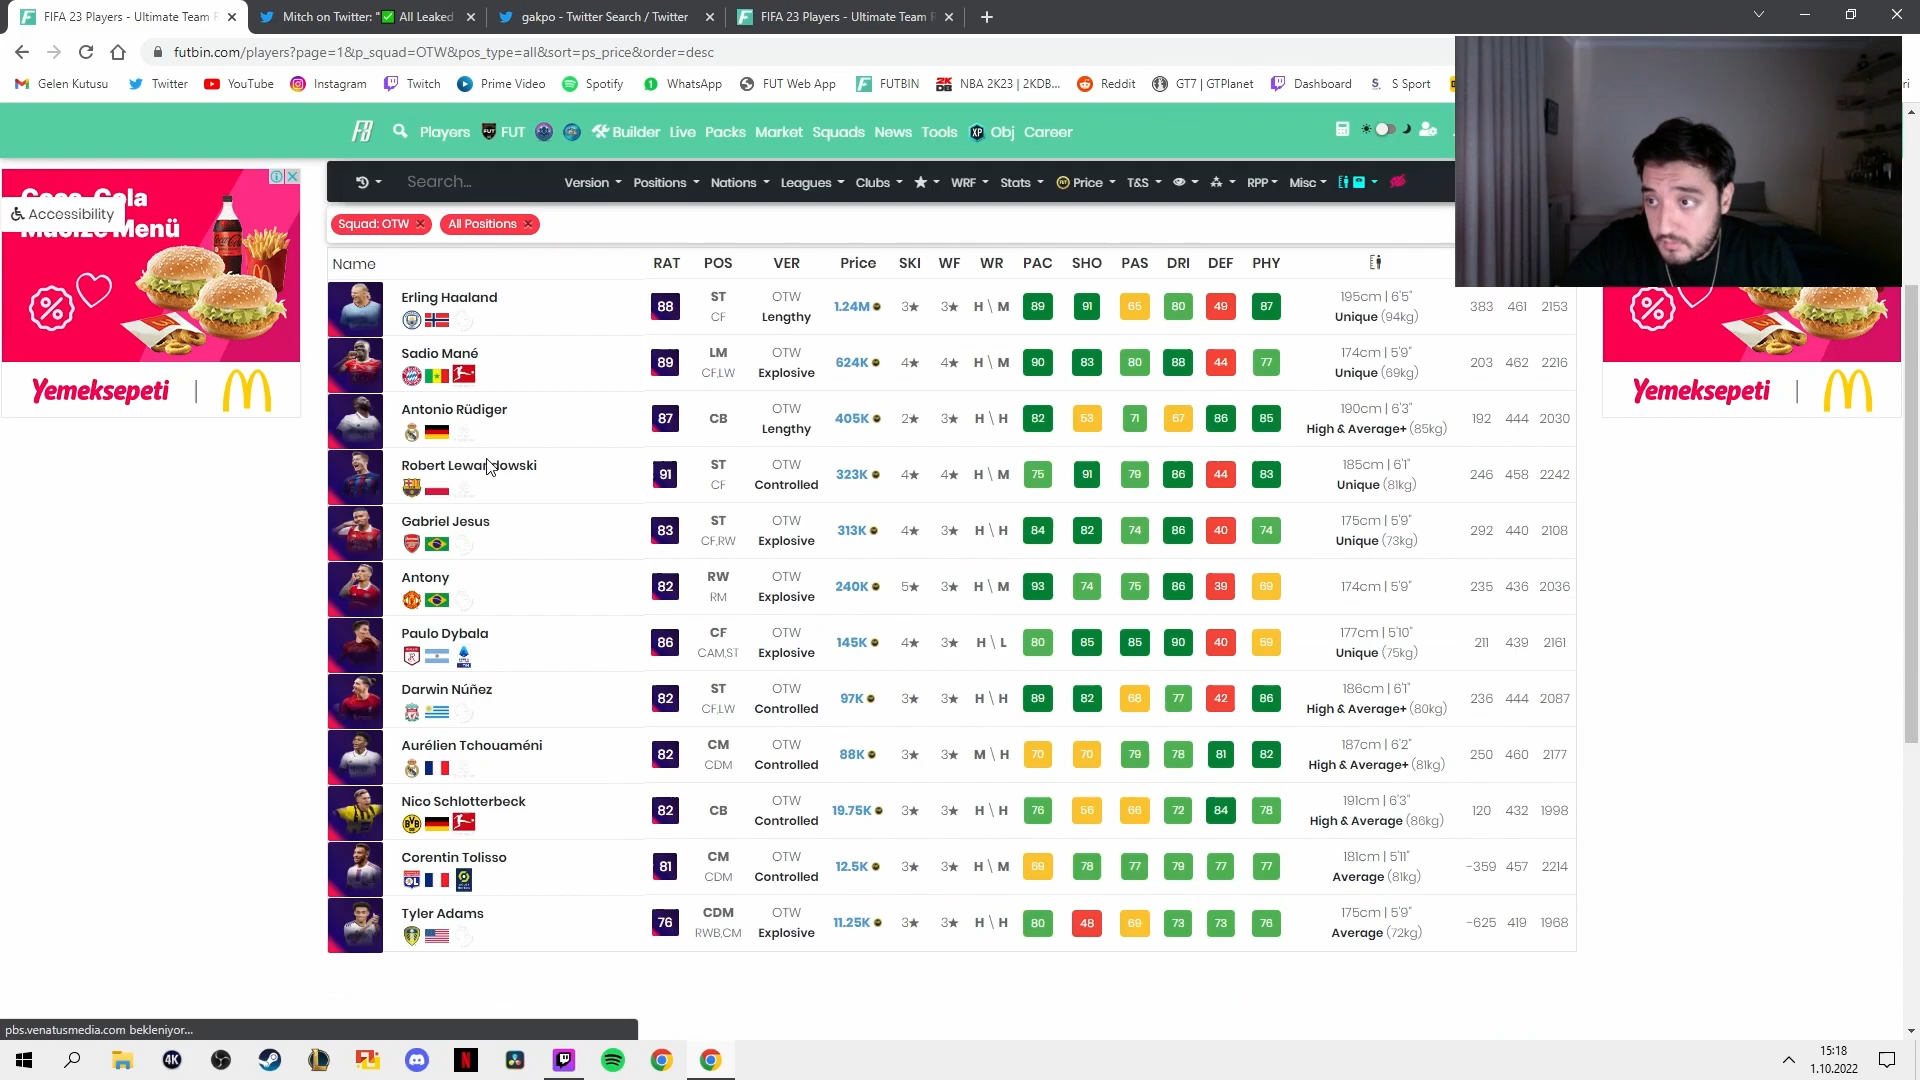 FIFA 23 Players - Ultimate Team F
Mitch on Twitter: "✅ All Leaked
gakpo - Twitter Search / Twitter
FIFA 23 Players - Ultimate Team F
futbin.com/players?page=1&p_squad=OTW&pos_type=all&sort=ps_price&order=desc
Gelen Kutusu Twitter YouTube Instagram Twitch Prime Video Spotify WhatsApp FUT Web App FUTBIN NBA 2K23 | 2KDB... Reddit GT7 | GTPlanet Dashboard S Sport
Players FUT Builder Live Packs Market Squads News Tools Obj Career
Search... Version Positions Nations Leagues Clubs WRF Stats Price T&S RPP Misc
Squad: OTW All Positions
Accessibility
Yemeksepeti
Yemeksepeti
Name RAT POS VER Price SKI WF WR PAC SHO PAS DRI DEF PHY
Erling Haaland 88 ST OTW 1.24M 3★ 3★ H \ M 89 91 65 80 49 87 195cm | 6'5" 383 461 2153
CF Lengthy Unique (94kg)
Sadio Mané 89 LM OTW 624K 4★ 4★ H \ M 90 83 80 88 44 77 174cm | 5'9" 203 462 2216
CF,LW Explosive Unique (69kg)
Antonio Rüdiger 87 CB OTW 405K 2★ 3★ H \ H 82 53 71 67 86 85 190cm | 6'3" 192 444 2030
Lengthy High & Average+ (85kg)
Robert Lewandowski 91 ST OTW 323K 4★ 4★ H \ M 75 91 79 86 44 83 185cm | 6'1" 246 458 2242
CF Controlled Unique (81kg)
Gabriel Jesus 83 ST OTW 313K 4★ 3★ H \ H 84 82 74 86 40 74 175cm | 5'9" 292 440 2108
CF,RW Explosive Unique (73kg)
Antony 82 RW OTW 240K 5★ 3★ H \ M 93 74 75 86 39 69 174cm | 5'9" 235 436 2036
RM Explosive
Paulo Dybala 86 CF OTW 145K 4★ 3★ H \ L 80 85 85 90 40 59 177cm | 5'10" 211 439 2161
CAM,ST Explosive Unique (75kg)
Darwin Núñez 82 ST OTW 97K 3★ 3★ H \ H 89 82 68 77 42 86 186cm | 6'1" 236 444 2087
CF,LW Controlled High & Average+ (80kg)
Aurélien Tchouaméni 82 CM OTW 88K 3★ 3★ M \ H 70 70 79 78 81 82 187cm | 6'2" 250 460 2177
CDM Controlled High & Average+ (81kg)
Nico Schlotterbeck 82 CB OTW 19.75K 3★ 3★ H \ H 76 56 66 72 84 78 191cm | 6'3" 120 432 1998
Controlled High & Average (86kg)
Corentin Tolisso 81 CM OTW 12.5K 3★ 3★ H \ M 69 78 77 79 77 77 181cm | 5'11" -359 457 2214
CDM Controlled Average (81kg)
Tyler Adams 76 CDM OTW 11.25K 3★ 3★ H \ H 80 48 69 73 73 76 175cm | 5'9" -625 419 1968
RWB,CM Explosive Average (72kg)
pbs.venatusmedia.com bekleniyor...
15:18
1.10.2022